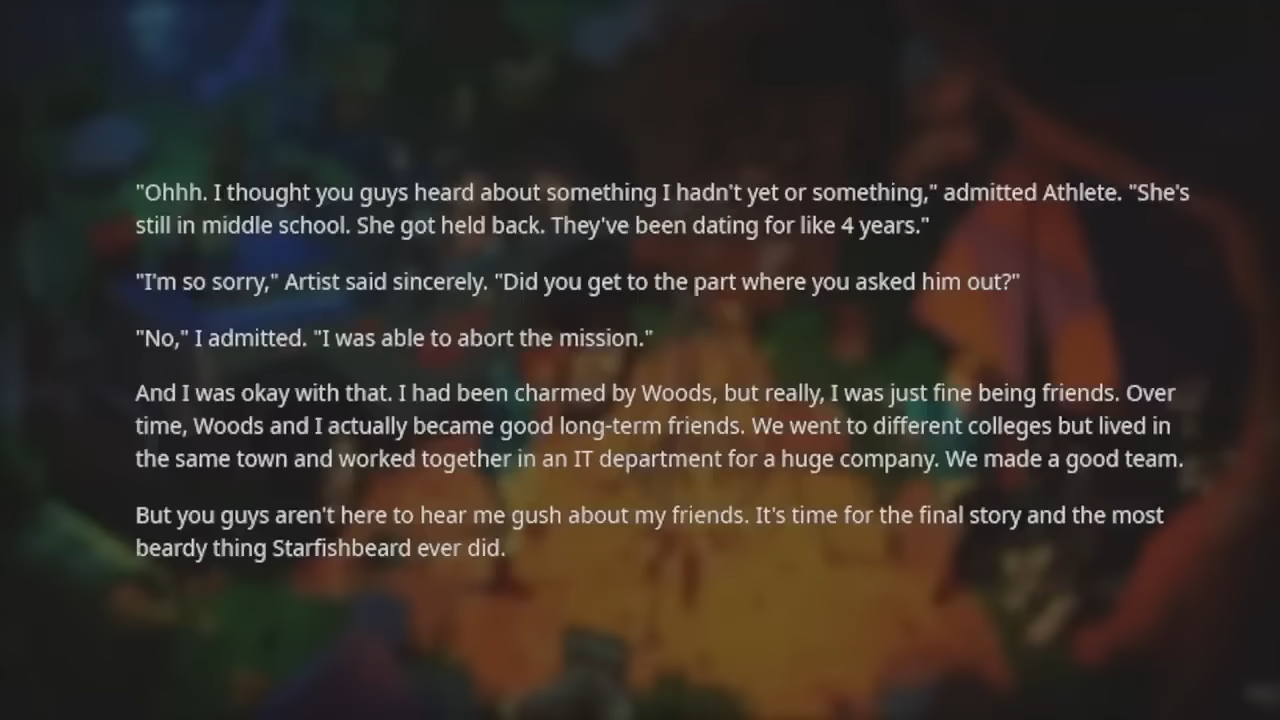 "Ohhh. I thought you guys heard about something I hadn't yet or something," admitted Athlete. "She's
still in middle school. She got held back. They've been dating for like 4 years."
"I'm so sorry," Artist said sincerely. "Did you get to the part where you asked him out?"
"No," I admitted. "I was able to abort the mission."
And I was okay with that. I had been charmed by Woods, but really, I was just fine being friends. Over
time, Woods and I actually became good long-term friends. We went to different colleges but lived in
the same town and worked together in an IT department for a huge company. We made a good team.
But you guys aren't here to hear me gush about my friends. It's time for the final story and the most
beardy thing Starfishbeard ever did.